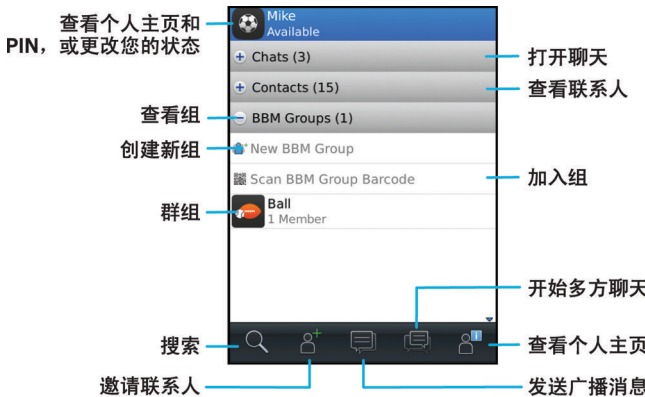 查看个人主页和
PIN，或更改您的状态
Mike
Available
Chats (3)
打开聊天
Contacts (15)
查看联系人
查看组
BBM Groups (1)
创建新组
New BBM Group
Scan BBM Group Barcode
加入组
群组
Ball
1 Member
开始多方聊天
搜索
查看个人主页
邀请联系人
发送广播消息